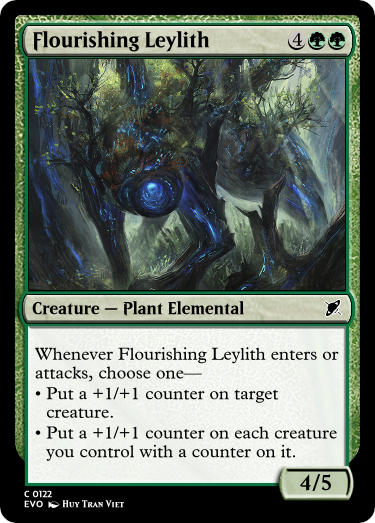 Flourishing Leylith 4
Creature — Plant Elemental
Whenever Flourishing Leylith enters or
attacks, choose one—
• Put a +1/+1 counter on target
creature.
• Put a +1/+1 counter on each creature
you control with a counter on it.
4/5
C 0122
EVO Huy Tran Viet